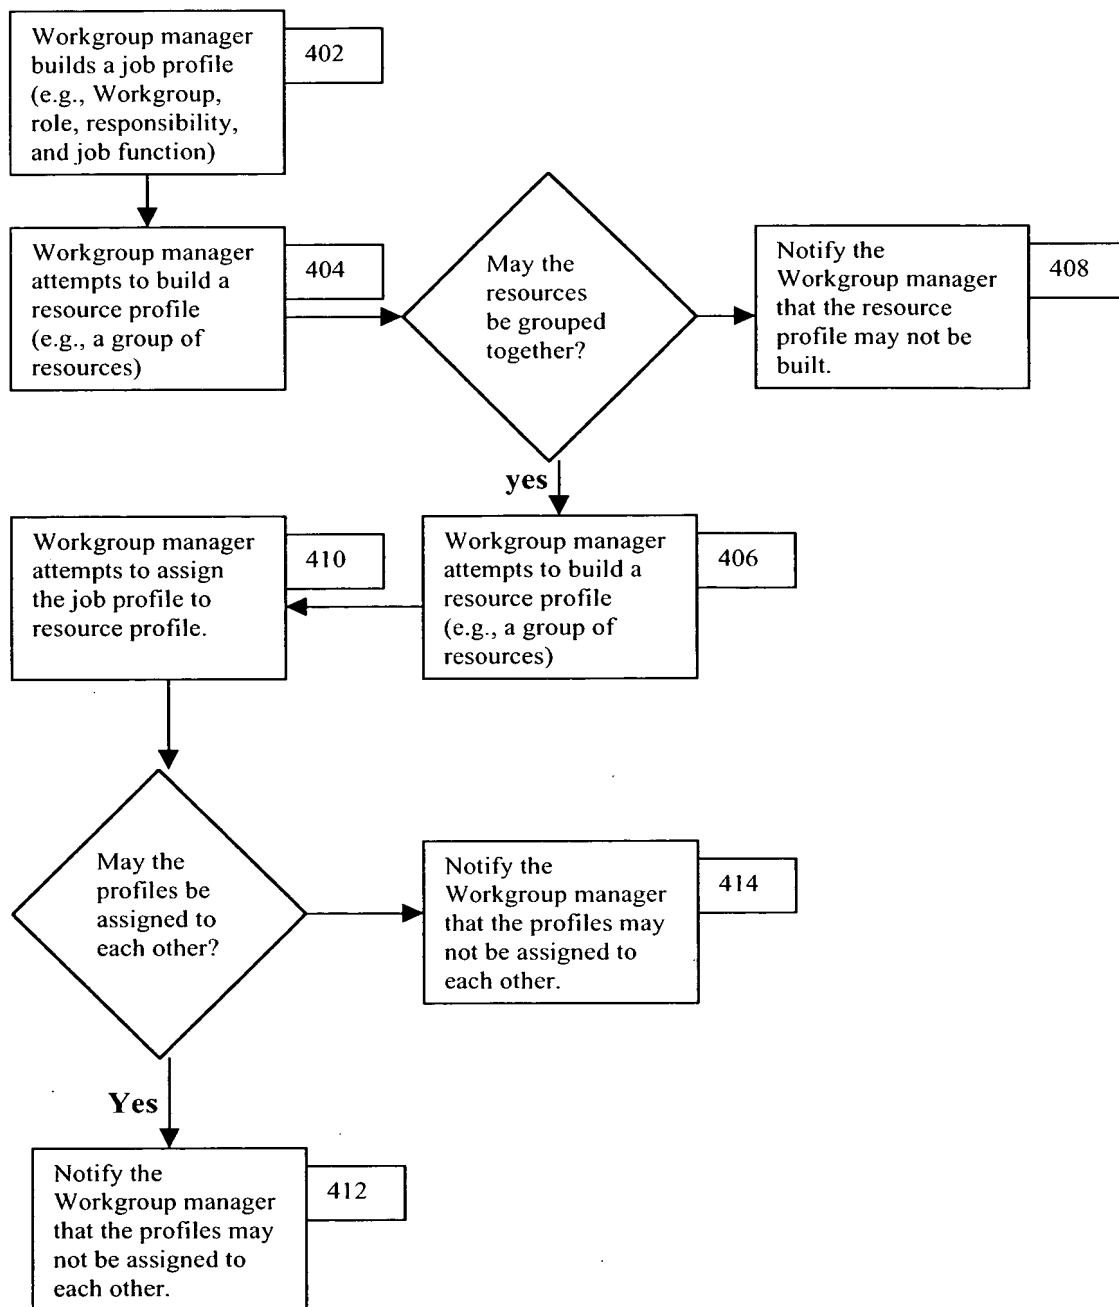 Workgroup manager
builds a job profile
(e.g., Workgroup,
role, responsibility,
and job function)
402
Workgroup manager
attempts to build a
resource profile
(e.g., a group of
resources)
404
May the
resources
be grouped
together?
Notify the
Workgroup manager
that the resource
profile may not be
built.
408
yes
Workgroup manager
attempts to build a
resource profile
(e.g., a group of
resources)
406
Workgroup manager
attempts to assign
the job profile to
resource profile.
410
May the
profiles be
assigned to
each other?
Notify the
Workgroup manager
that the profiles may
not be assigned to
each other.
414
Yes
Notify the
Workgroup manager
that the profiles may
not be assigned to
each other.
412